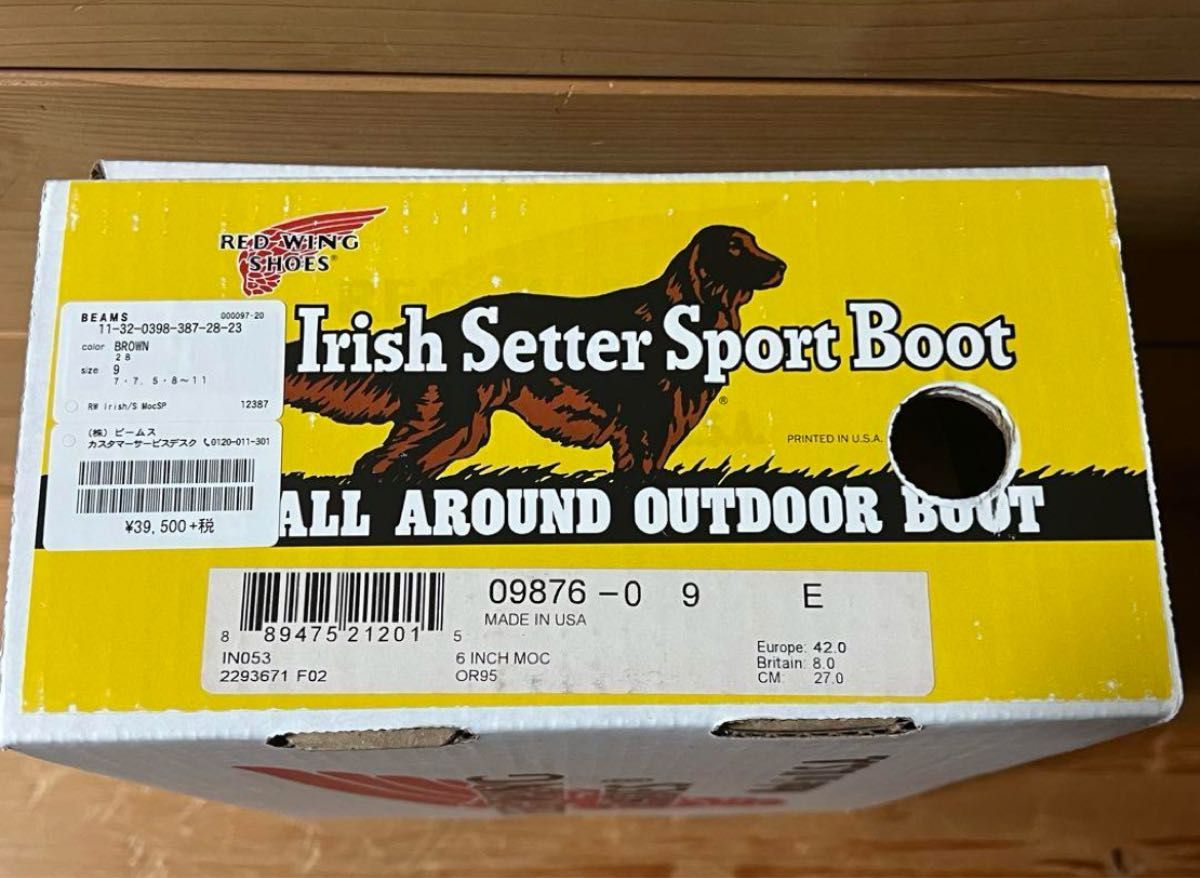 RED WING
SHOES®
Irish Setter Sport Boot
®
PRINTED IN U.S.A.
ALL AROUND OUTDOOR BOOT
BEAMS 000097-20
11-32-0398-387-28-23
color BROWN
28
size 9
7・7.5・8〜11
RW Irish/S MocSP 12387
(株)ビームス
カスタマーサービスデスク 0120-011-301
¥39,500+税
09876-0 9 E
MADE IN USA
8 89475 21201 5
IN053 6 INCH MOC
2293671 F02 OR95
Europe: 42.0
Britain: 8.0
CM: 27.0